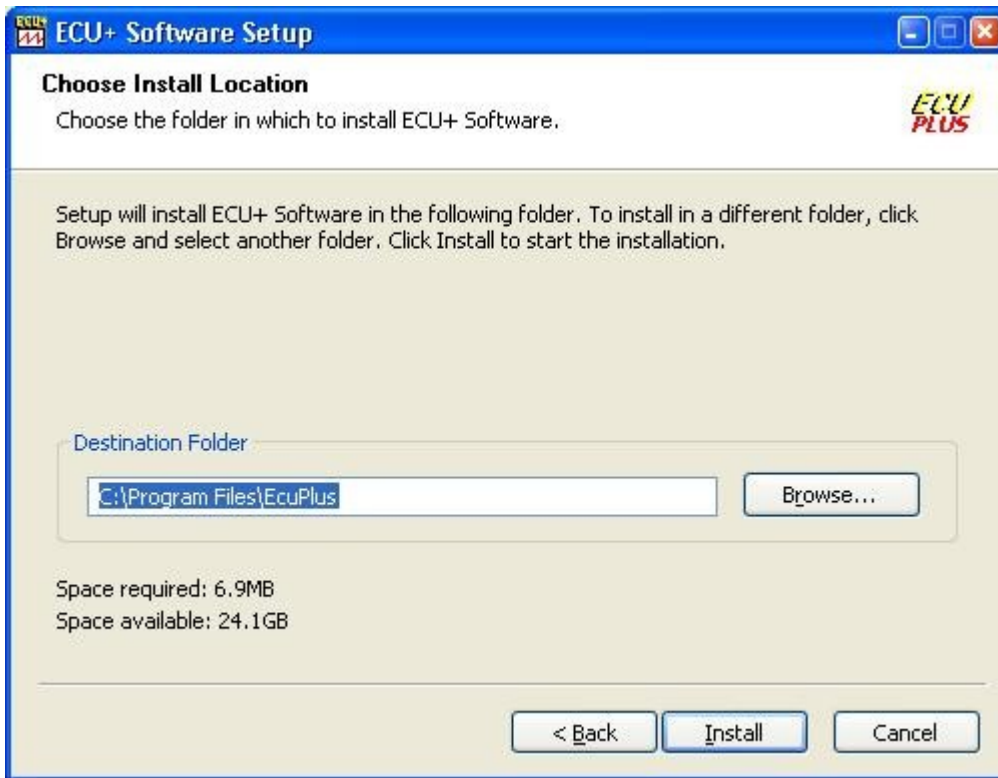 ECU+
ECU+ Software Setup
Choose Install Location
Choose the folder in which to install ECU+ Software.
ECU
PLUS
Setup will install ECU+ Software in the following folder. To install in a different folder, click
Browse and select another folder. Click Install to start the installation.
Destination Folder
C:\Program Files\EcuPlus
Browse...
Space required: 6.9MB
Space available: 24.1GB
< Back
Install
Cancel